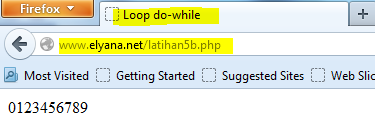 Firefox
Loop do-while
www.elyana.net/latihan5b.php
Most Visited Getting Started Suggested Sites Web Slic
0123456789